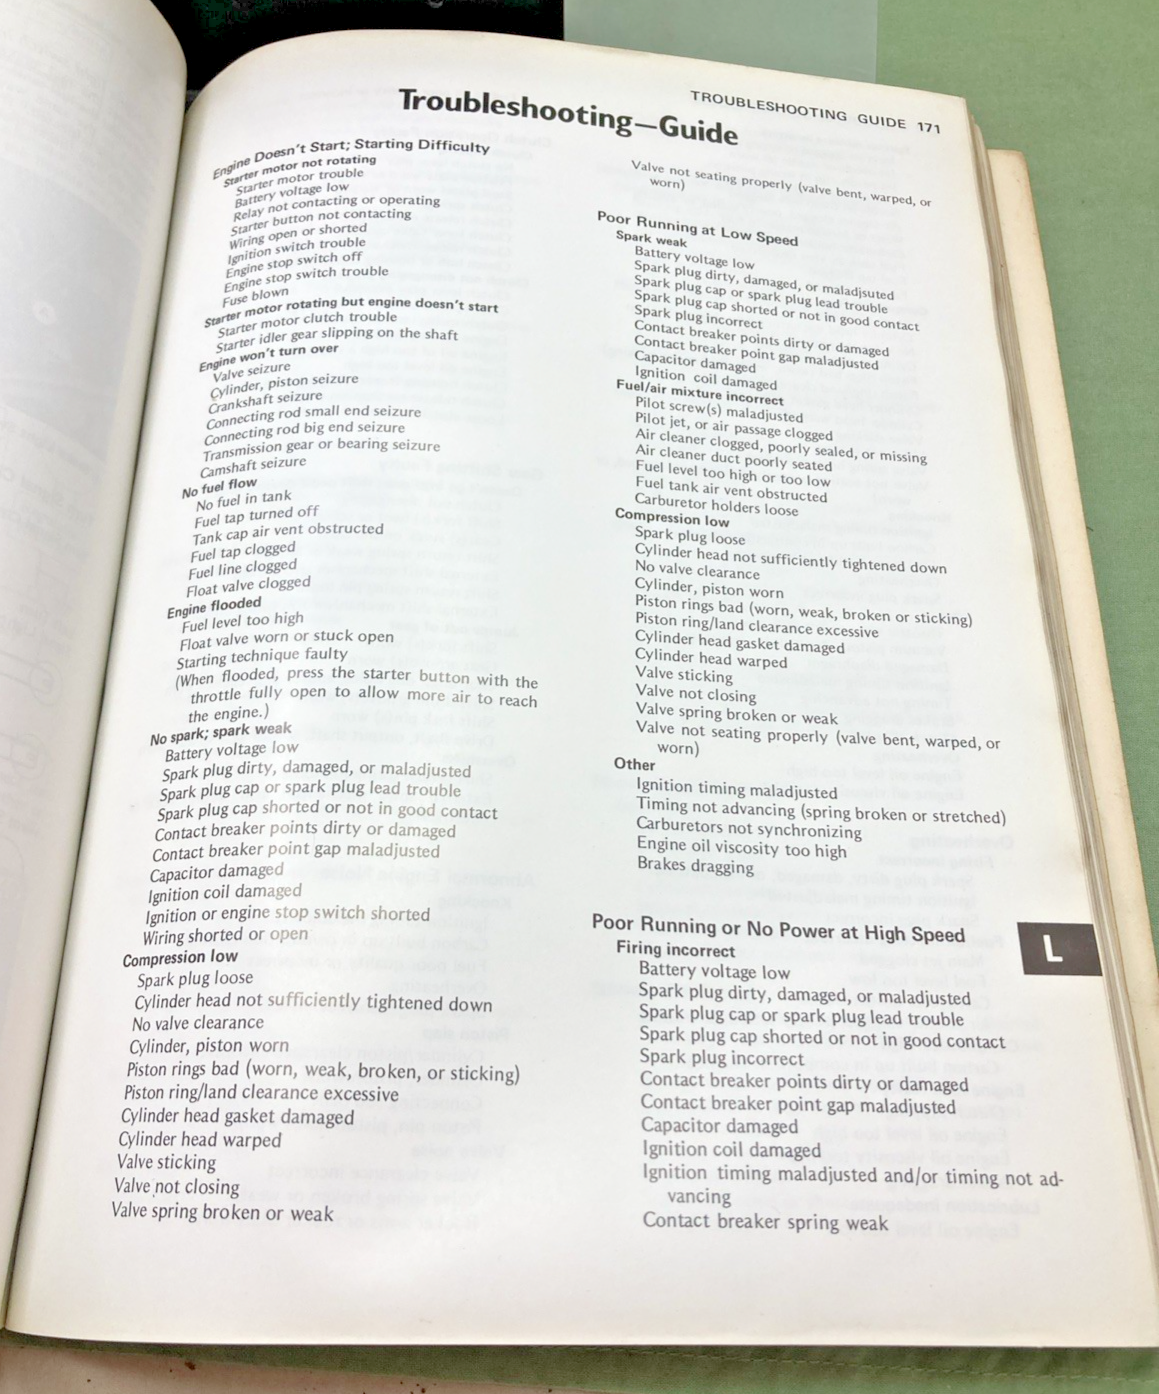 TROUBLESHOOTING GUIDE 171
Troubleshooting—Guide
Engine Doesn't Start; Starting Difficulty
Starter motor not rotating
Starter motor trouble
Battery voltage low
Relay not contacting or operating
Starter button not contacting
Wiring open or shorted
Ignition switch trouble
Engine stop switch off
Engine stop switch trouble
Fuse blown
Starter motor rotating but engine doesn't start
Starter motor clutch trouble
Starter idler gear slipping on the shaft
Engine won't turn over
Valve seizure
Cylinder, piston seizure
Crankshaft seizure
Connecting rod small end seizure
Connecting rod big end seizure
Transmission gear or bearing seizure
Camshaft seizure
No fuel flow
No fuel in tank
Fuel tap turned off
Tank cap air vent obstructed
Fuel tap clogged
Fuel line clogged
Float valve clogged
Engine flooded
Fuel level too high
Float valve worn or stuck open
Starting technique faulty
(When flooded, press the starter button with the
throttle fully open to allow more air to reach
the engine.)
No spark; spark weak
Battery voltage low
Spark plug dirty, damaged, or maladjusted
Spark plug cap or spark plug lead trouble
Spark plug cap shorted or not in good contact
Contact breaker points dirty or damaged
Contact breaker point gap maladjusted
Capacitor damaged
Ignition coil damaged
Ignition or engine stop switch shorted
Wiring shorted or open
Compression low
Spark plug loose
Cylinder head not sufficiently tightened down
No valve clearance
Cylinder, piston worn
Piston rings bad (worn, weak, broken, or sticking)
Piston ring/land clearance excessive
Cylinder head gasket damaged
Cylinder head warped
Valve sticking
Valve not closing
Valve spring broken or weak
Valve not seating properly (valve bent, warped, or
worn)
Poor Running at Low Speed
Spark weak
Battery voltage low
Spark plug dirty, damaged, or maladjsuted
Spark plug cap or spark plug lead trouble
Spark plug cap shorted or not in good contact
Spark plug incorrect
Contact breaker points dirty or damaged
Contact breaker point gap maladjusted
Capacitor damaged
Ignition coil damaged
Fuel/air mixture incorrect
Pilot screw(s) maladjusted
Pilot jet, or air passage clogged
Air cleaner clogged, poorly sealed, or missing
Air cleaner duct poorly seated
Fuel level too high or too low
Fuel tank air vent obstructed
Carburetor holders loose
Compression low
Spark plug loose
Cylinder head not sufficiently tightened down
No valve clearance
Cylinder, piston worn
Piston rings bad (worn, weak, broken or sticking)
Piston ring/land clearance excessive
Cylinder head gasket damaged
Cylinder head warped
Valve sticking
Valve not closing
Valve spring broken or weak
Valve not seating properly (valve bent, warped, or
worn)
Other
Ignition timing maladjusted
Timing not advancing (spring broken or stretched)
Carburetors not synchronizing
Engine oil viscosity too high
Brakes dragging
Poor Running or No Power at High Speed
Firing incorrect
Battery voltage low
Spark plug dirty, damaged, or maladjusted
Spark plug cap or spark plug lead trouble
Spark plug cap shorted or not in good contact
Spark plug incorrect
Contact breaker points dirty or damaged
Contact breaker point gap maladjusted
Capacitor damaged
Ignition coil damaged
Ignition timing maladjusted and/or timing not ad-
vancing
Contact breaker spring weak
L